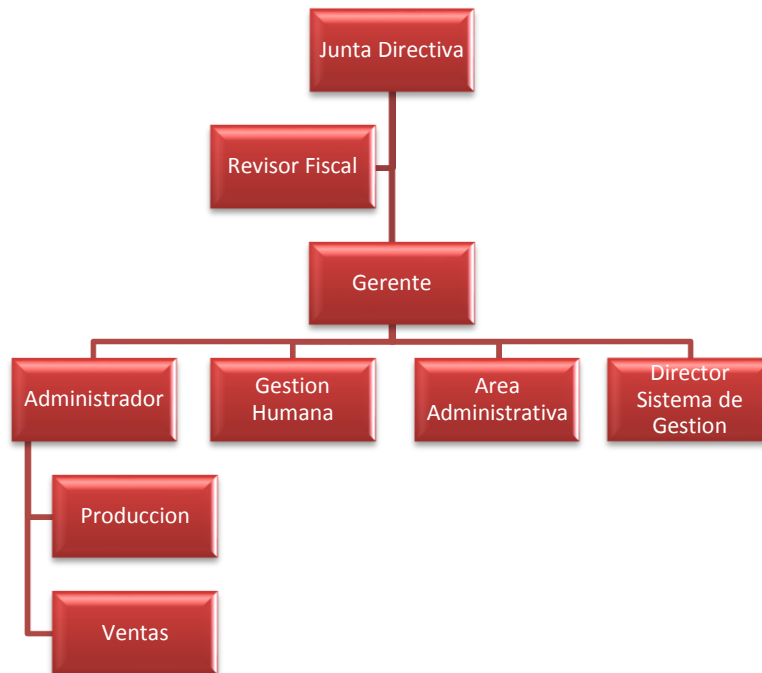 Junta Directiva
Revisor Fiscal
Gerente
Administrador
Gestion
Humana
Area
Administrativa
Director
Sistema de
Gestion
Produccion
Ventas